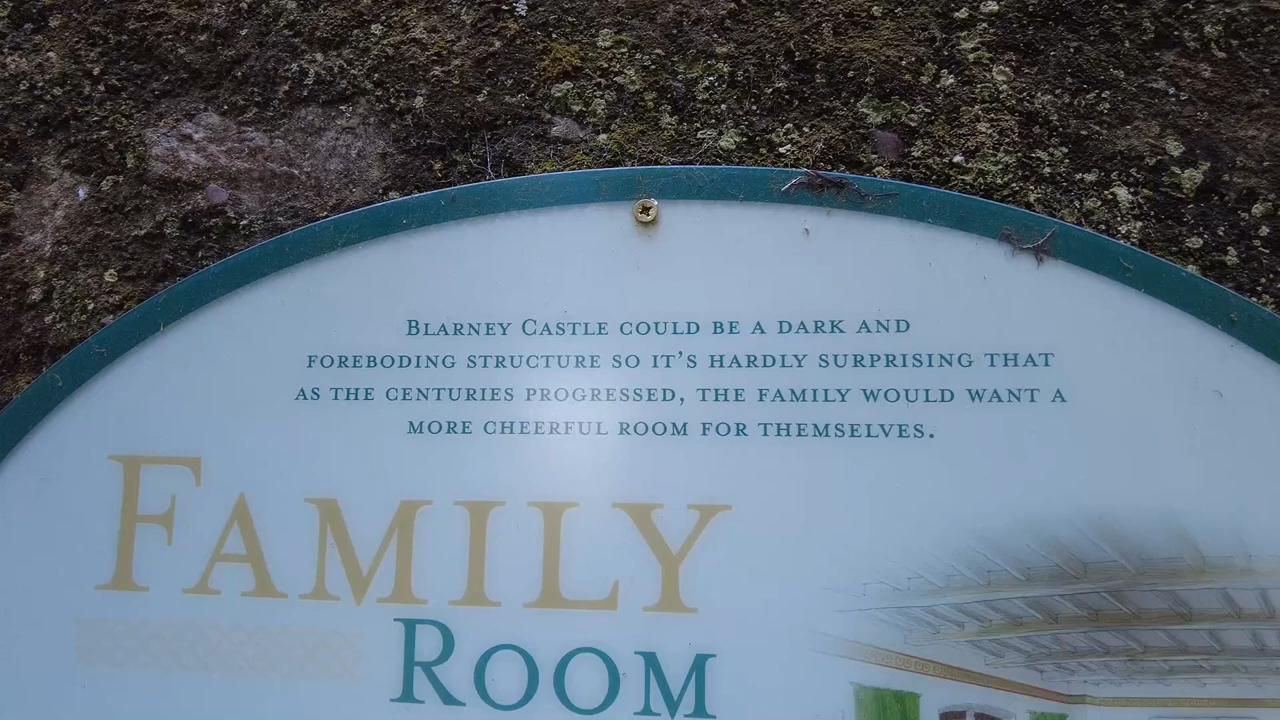 Blarney Castle could be a dark and
foreboding structure so it's hardly surprising that
as the centuries progressed, the family would want a
more cheerful room for themselves.
Family
Room